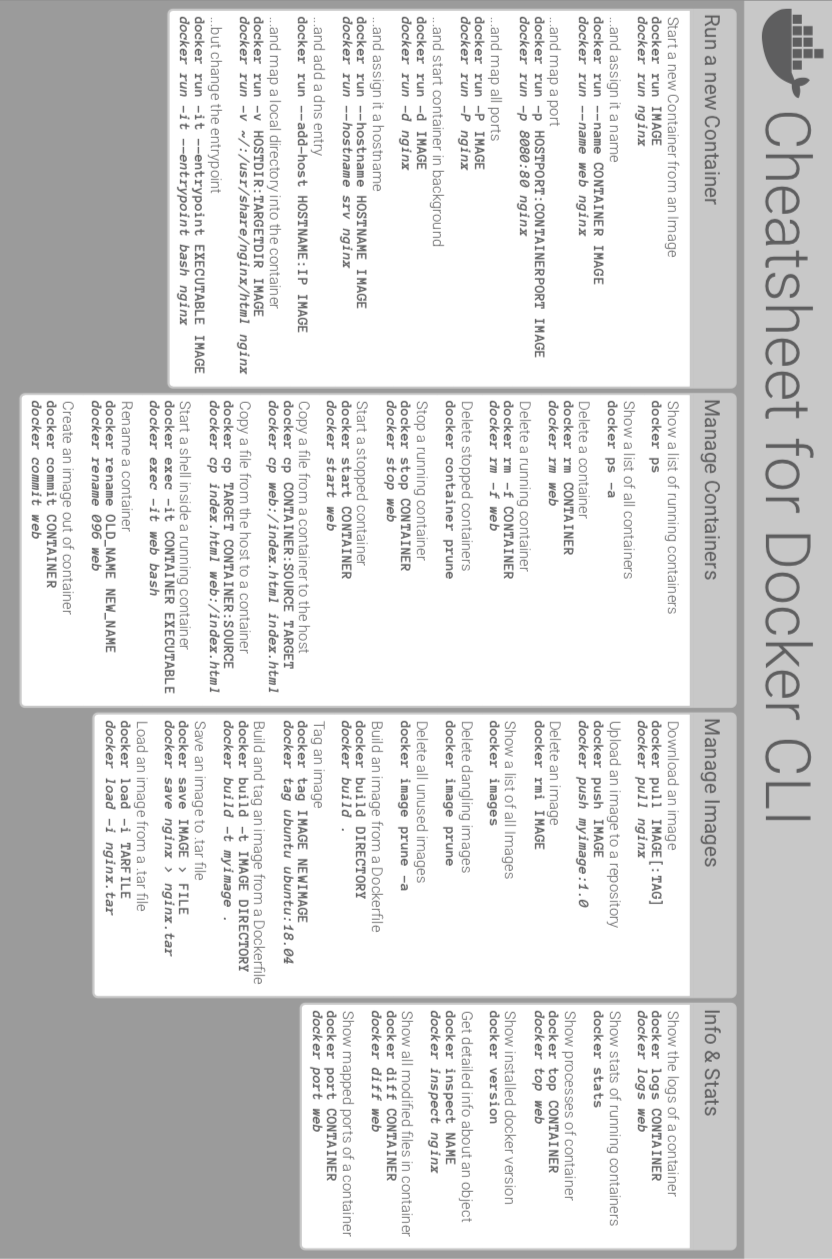 Cheatsheet for Docker CLI
Run a new Container
Start a new Container from an Image
docker run IMAGE
docker run nginx
...and assign it a name
docker run --name CONTAINER IMAGE
docker run --name web nginx
...and map a port
docker run -p HOSTPORT:CONTAINERPORT IMAGE
docker run -p 8080:80 nginx
...and map all ports
docker run -P IMAGE
docker run -P nginx
...and start container in background
docker run -d IMAGE
docker run -d nginx
...and assign it a hostname
docker run --hostname HOSTNAME IMAGE
docker run --hostname srv nginx
...and add a dns entry
docker run --add-host HOSTNAME:IP IMAGE
...and map a local directory into the container
docker run -v HOSTDIR:TARGETDIR IMAGE
docker run -v ~/:/usr/share/nginx/html nginx
...but change the entrypoint
docker run -it --entrypoint EXECUTABLE IMAGE
docker run -it --entrypoint bash nginx
Manage Containers
Show a list of running containers
docker ps
Show a list of all containers
docker ps -a
Delete a container
docker rm CONTAINER
docker rm web
Delete a running container
docker rm -f CONTAINER
docker rm -f web
Delete stopped containers
docker container prune
Stop a running container
docker stop CONTAINER
docker stop web
Start a stopped container
docker start CONTAINER
docker start web
Copy a file from a container to the host
docker cp CONTAINER:SOURCE TARGET
docker cp web:/index.html index.html
Copy a file from the host to a container
docker cp TARGET CONTAINER:SOURCE
docker cp index.html web:/index.html
Start a shell inside a running container
docker exec -it CONTAINER EXECUTABLE
docker exec -it web bash
Rename a container
docker rename OLD_NAME NEW_NAME
docker rename 096 web
Create an image out of container
docker commit CONTAINER
docker commit web
Manage Images
Download an image
docker pull IMAGE[:TAG]
docker pull nginx
Upload an image to a repository
docker push IMAGE
docker push myimage:1.0
Delete an image
docker rmi IMAGE
Show a list of all Images
docker images
Delete dangling images
docker image prune
Delete all unused images
docker image prune -a
Build an image from a Dockerfile
docker build DIRECTORY
docker build .
Tag an image
docker tag IMAGE NEWIMAGE
docker tag ubuntu ubuntu:18.04
Build and tag an image from a Dockerfile
docker build -t IMAGE DIRECTORY
docker build -t myimage .
Save an image to .tar file
docker save IMAGE > FILE
docker save nginx > nginx.tar
Load an image from a .tar file
docker load -i TARFILE
docker load -i nginx.tar
Info & Stats
Show the logs of a container
docker logs CONTAINER
docker logs web
Show stats of running containers
docker stats
Show processes of container
docker top CONTAINER
docker top web
Show installed docker version
docker version
Get detailed info about an object
docker inspect NAME
docker inspect nginx
Show all modified files in container
docker diff CONTAINER
docker diff web
Show mapped ports of a container
docker port CONTAINER
docker port web